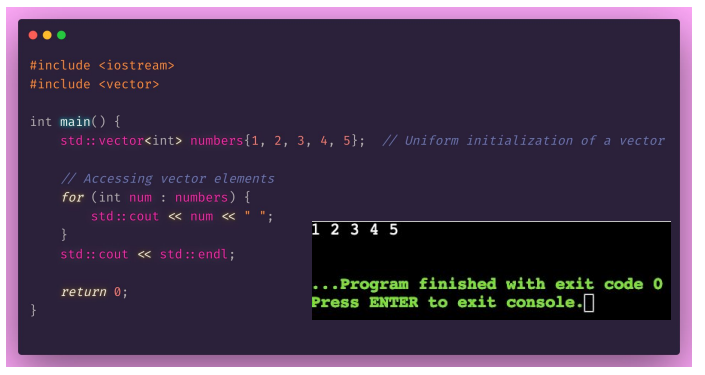 #include <iostream>
#include <vector>
int main() {
std::vector<int> numbers{1, 2, 3, 4, 5};  // Uniform initialization of a vector
// Accessing vector elements
for (int num : numbers) {
std::cout << num << " ";
}
std::cout << std::endl;
return 0;
}
1 2 3 4 5
...Program finished with exit code 0
Press ENTER to exit console.